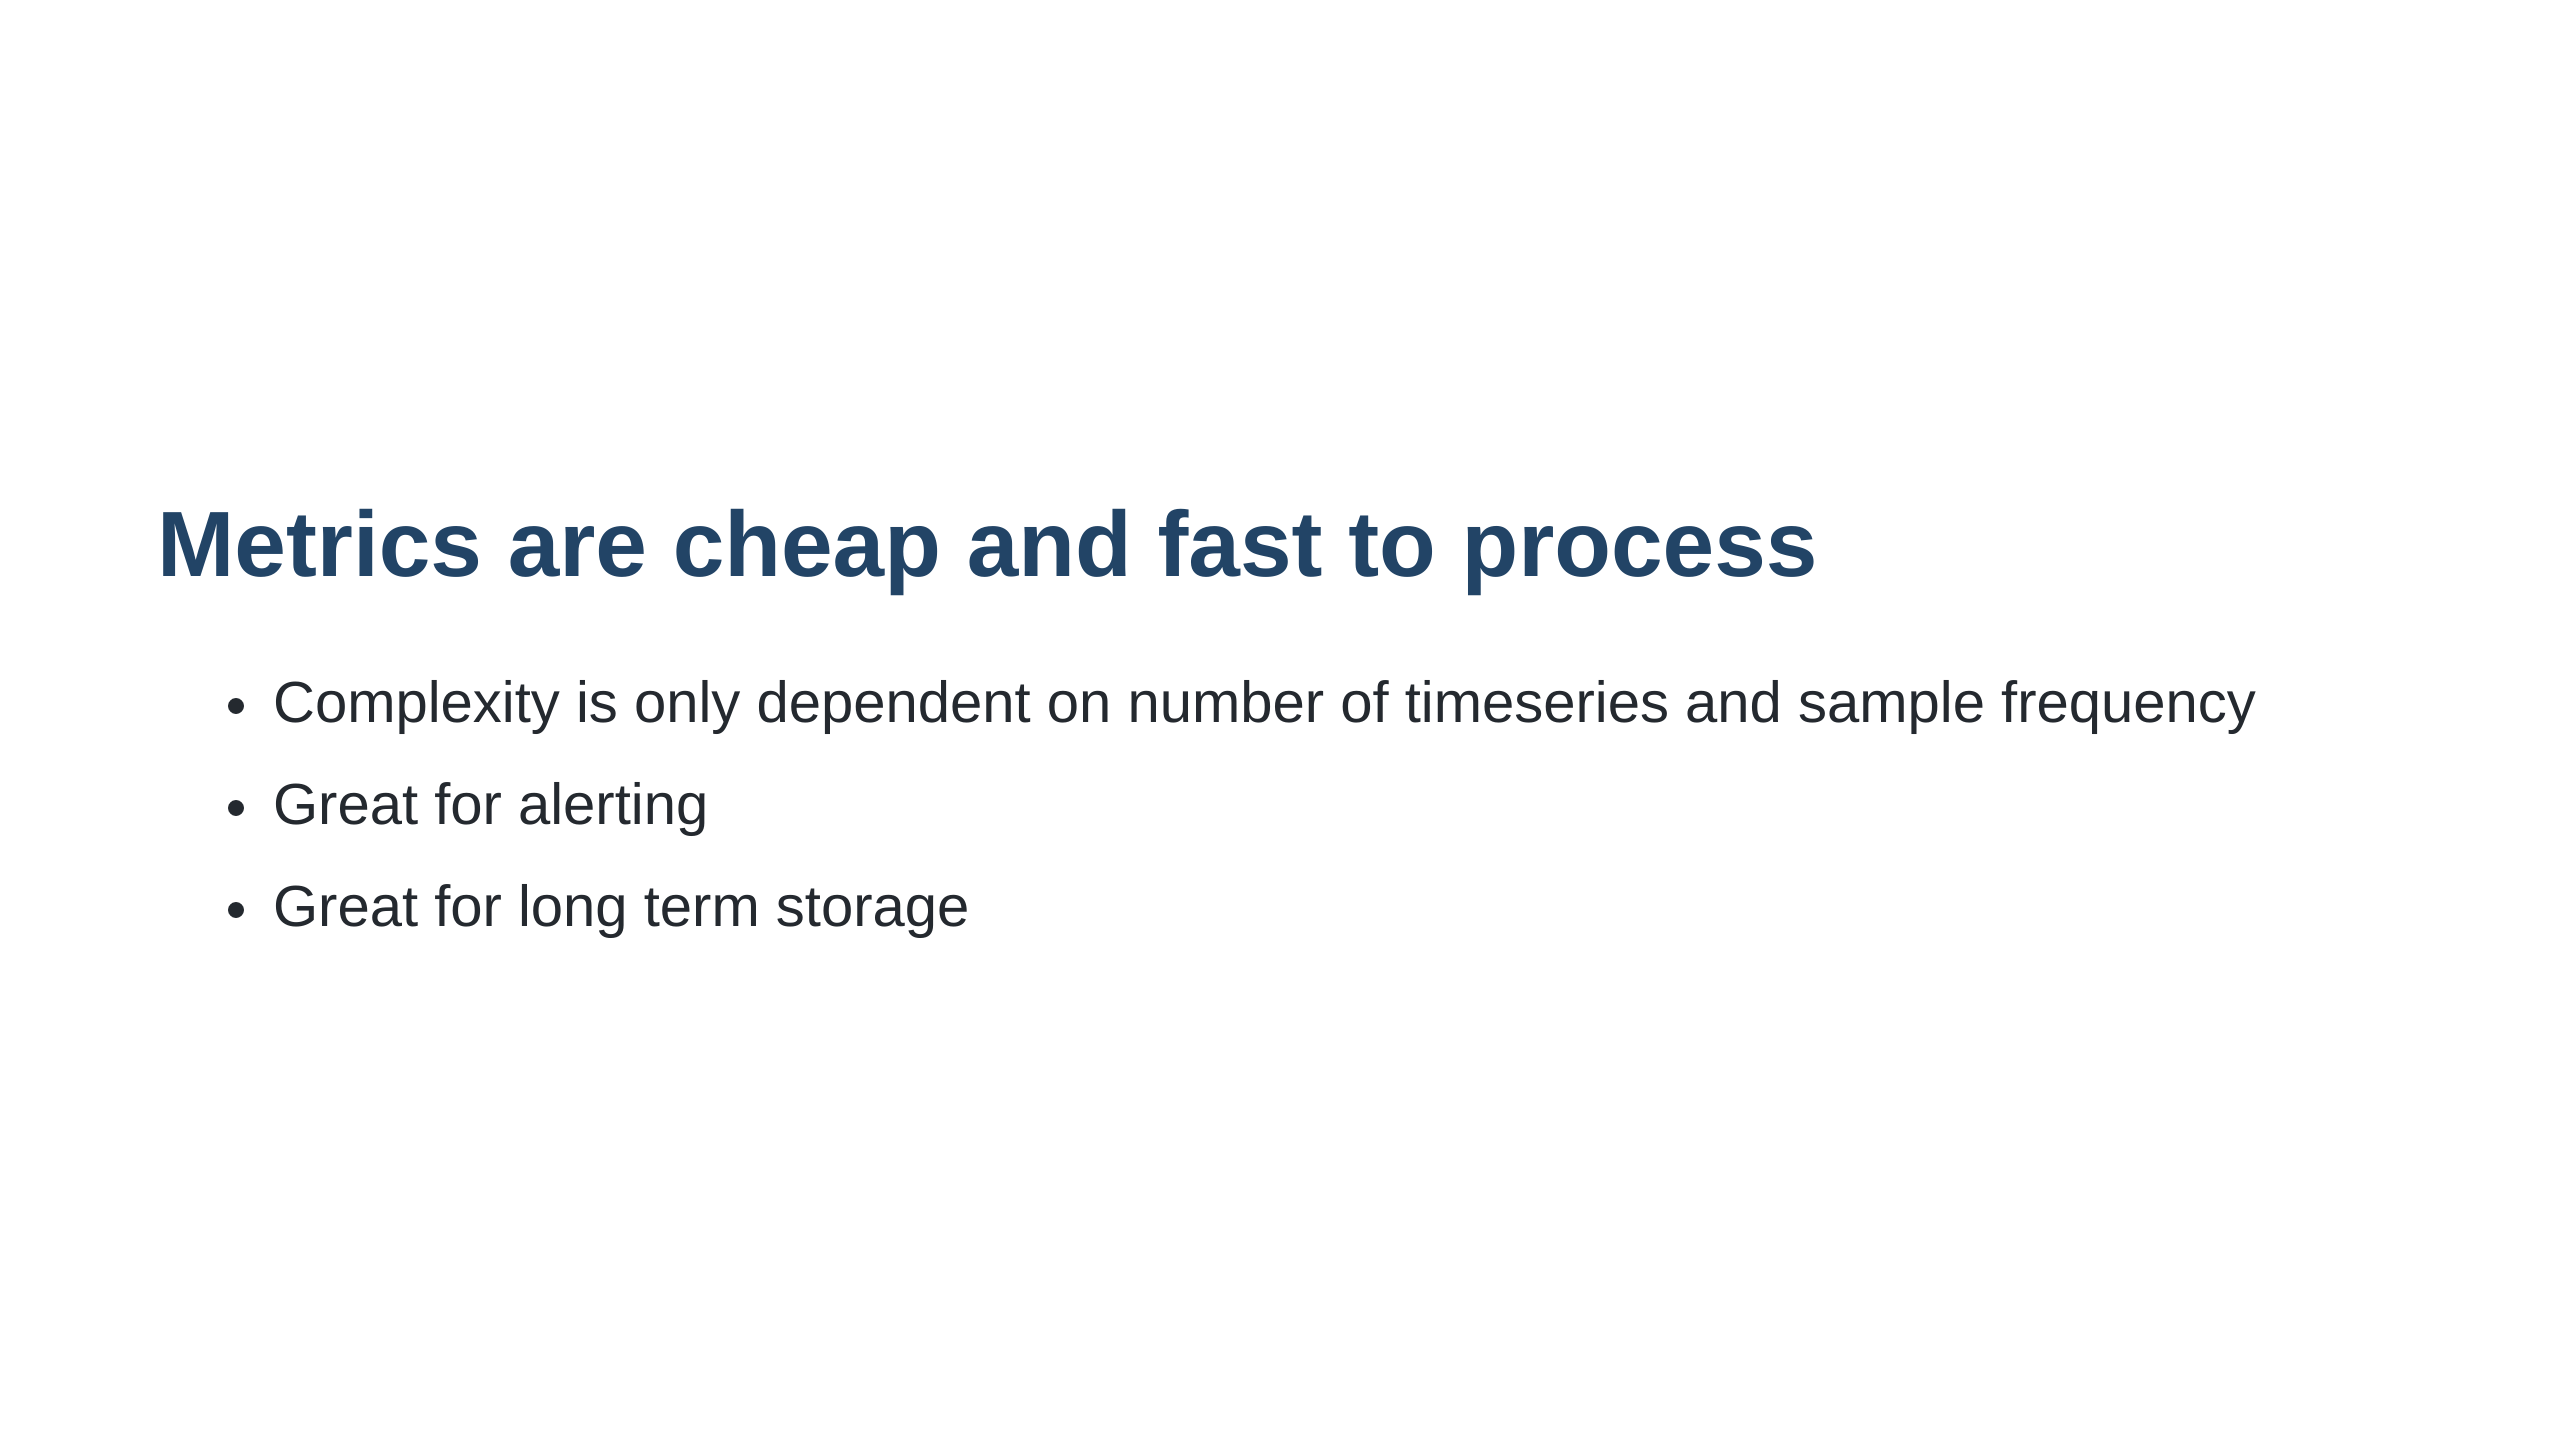 Metrics are cheap and fast to process
Complexity is only dependent on number of timeseries and sample frequency
Great for alerting
Great for long term storage